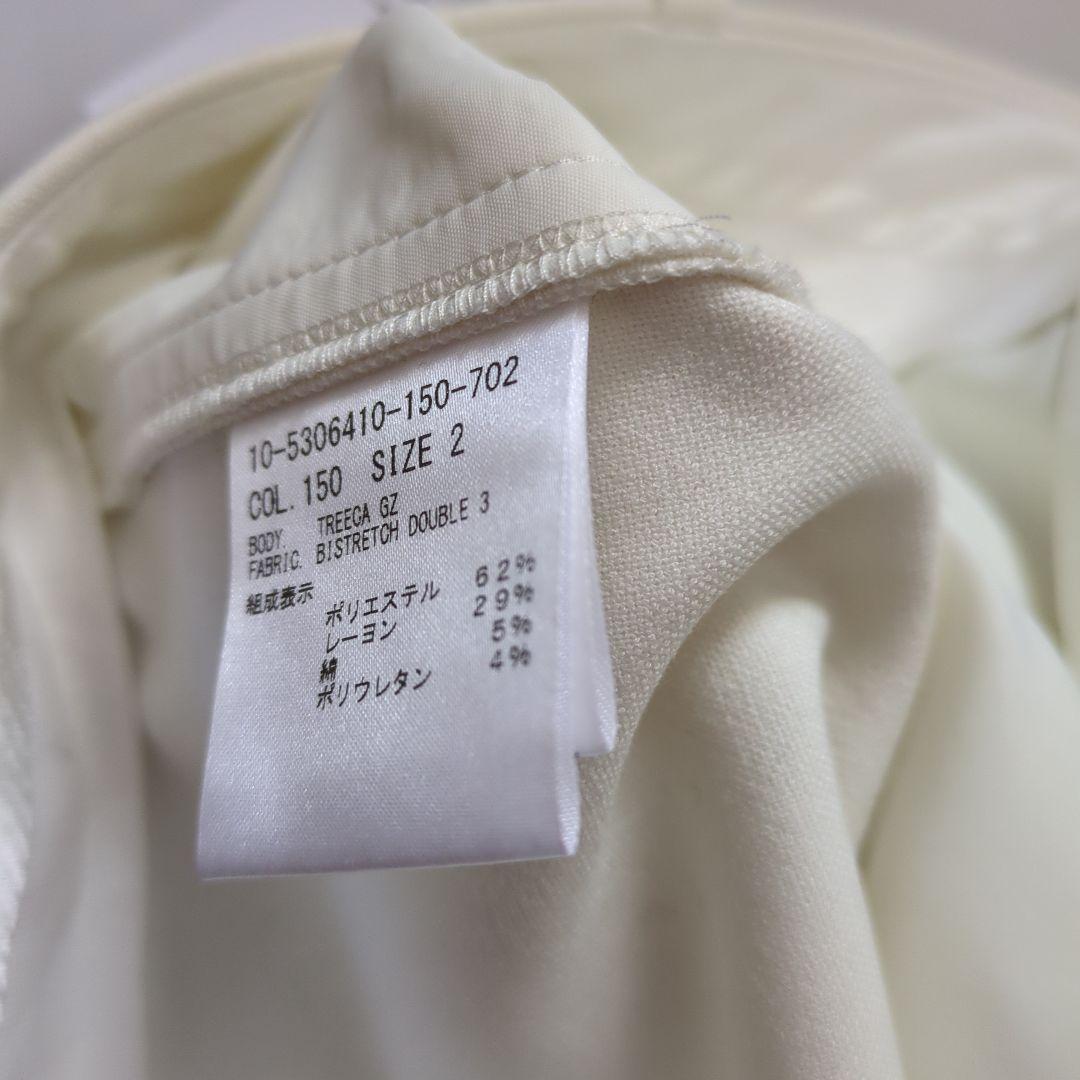 10-5306410-150-702
COL. 150 SIZE 2
BODY. TREECA GZ
FABRIC. BISTRETCH DOUBLE 3
組成表示
ポリエステル 62%
レーヨン 29%
綿 5%
ポリウレタン 4%